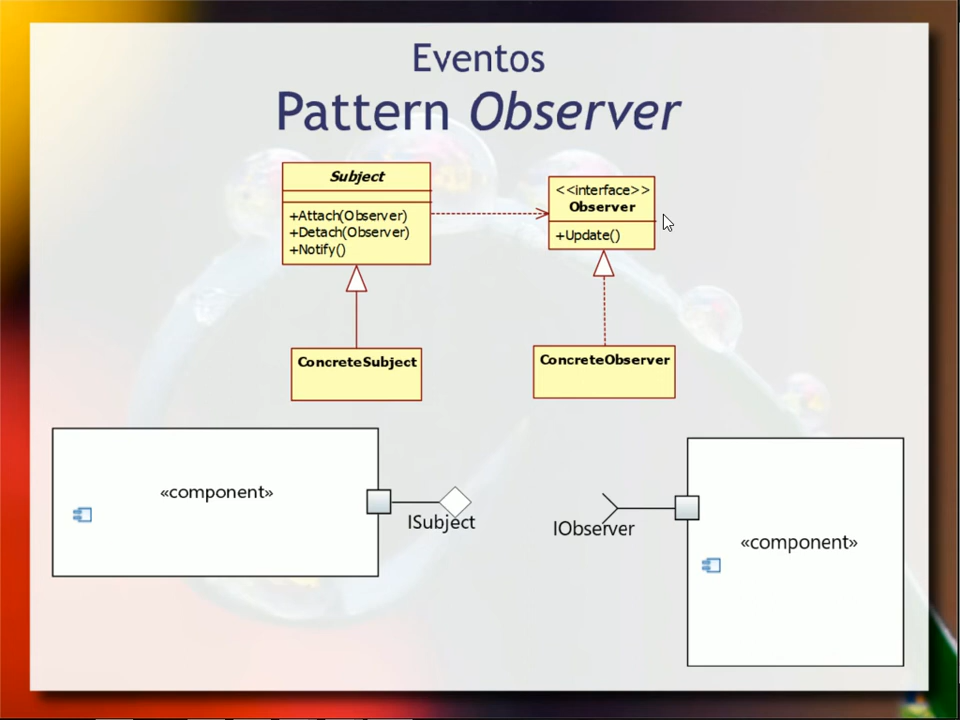 Eventos
Pattern Observer
Subject
+Attach(Observer)
+Detach(Observer)
+Notify()
<<interface>>
Observer
+Update()
ConcreteSubject
ConcreteObserver
«component»
ISubject
IObserver
«component»